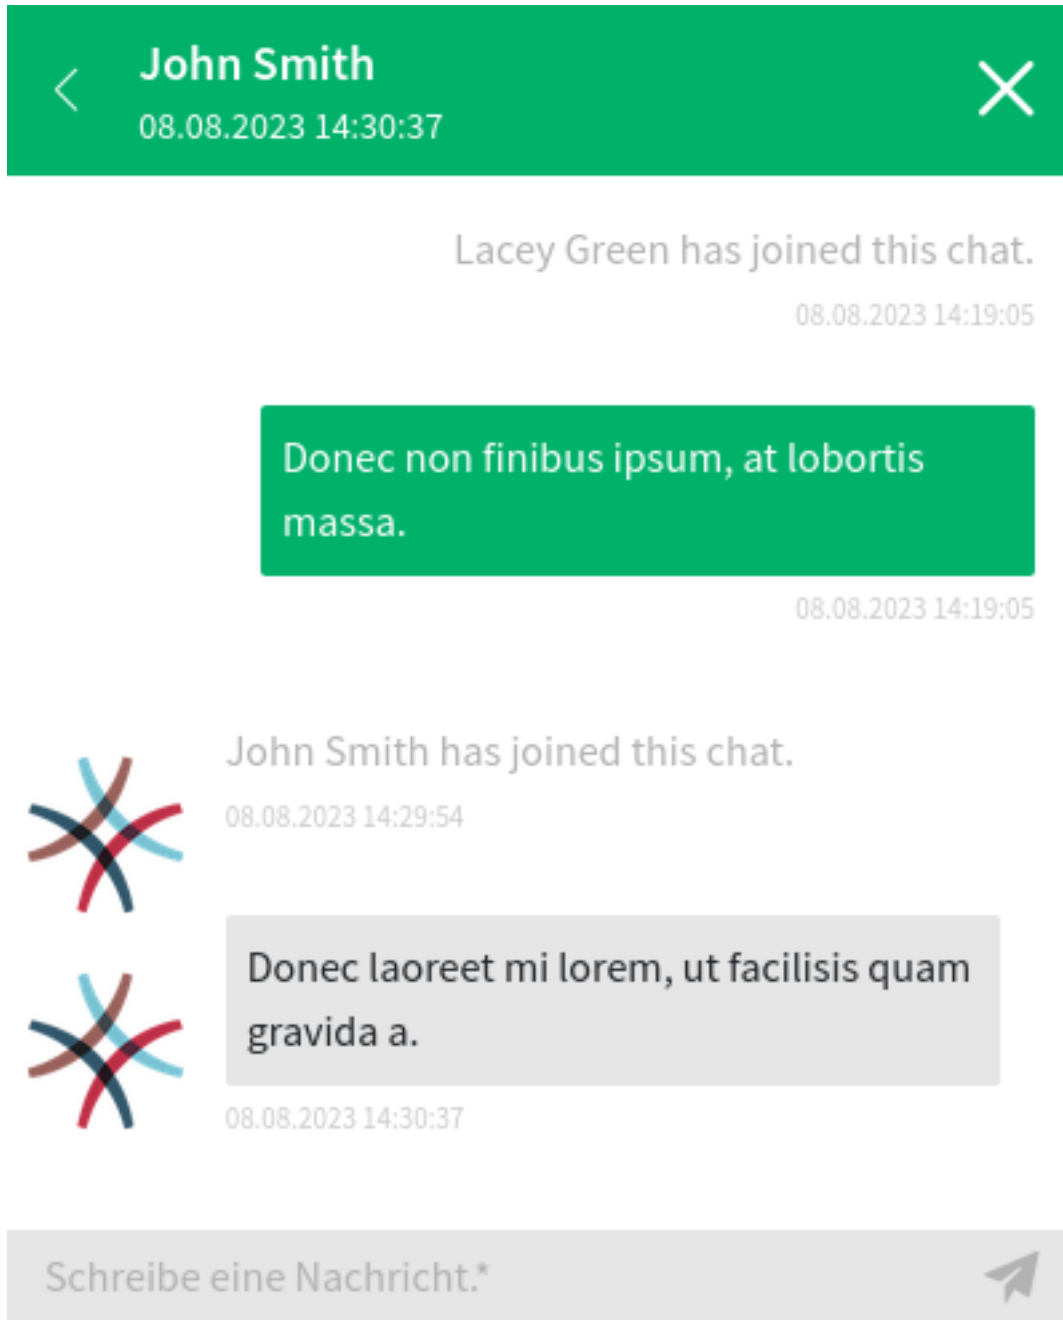 John Smith
08.08.2023 14:30:37
Lacey Green has joined this chat.
08.08.2023 14:19:05
Donec non finibus ipsum, at lobortis
massa.
08.08.2023 14:19:05
John Smith has joined this chat.
08.08.2023 14:29:54
Donec laoreet mi lorem, ut facilisis quam
gravida a.
08.08.2023 14:30:37
Schreibe eine Nachricht.*